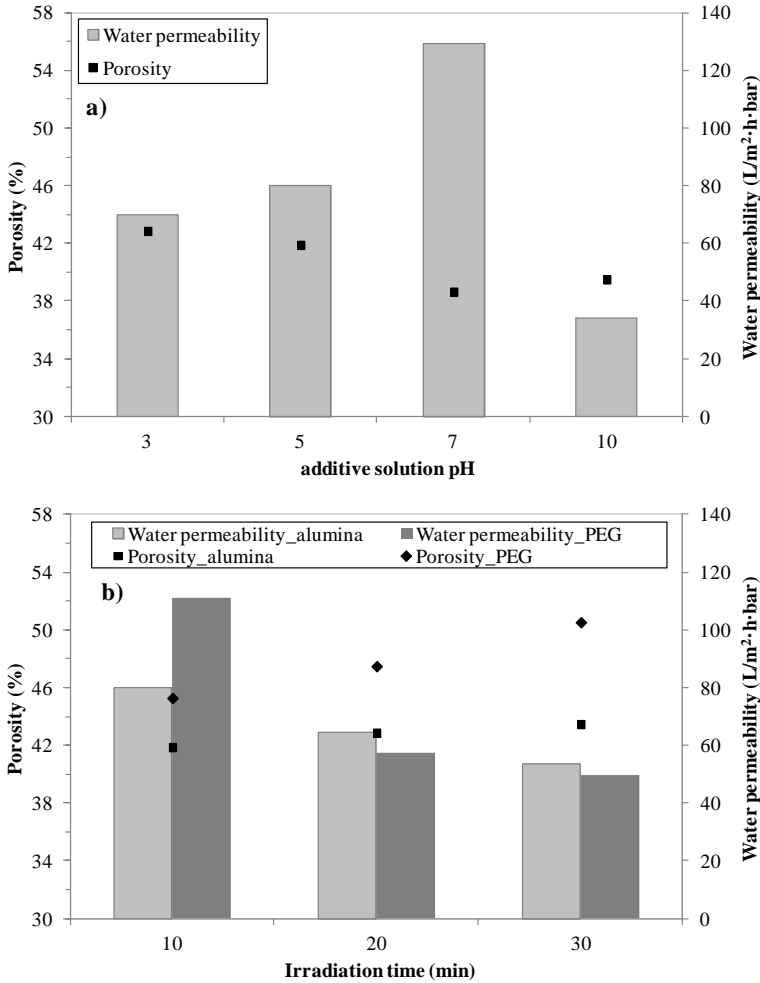 58
54
50
46
42
38
34
30
Porosity (%)
140
120
100
80
60
40
20
0
Water permeability (L/m²·h·bar)
Water permeability
Porosity
a)
3 5 7 10
additive solution pH
58
54
50
46
42
38
34
30
Porosity (%)
140
120
100
80
60
40
20
0
Water permeability (L/m²·h·bar)
Water permeability_alumina Water permeability_PEG
Porosity_alumina Porosity_PEG
b)
10 20 30
Irradiation time (min)